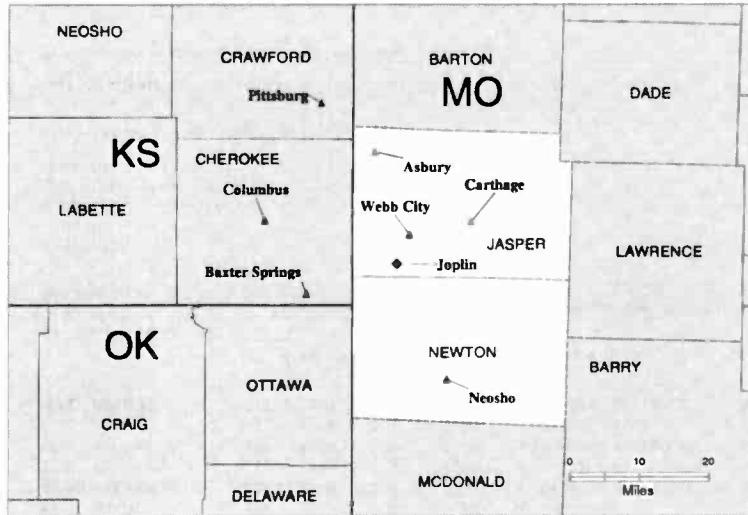 NEOSHO
CRAWFORD
BARTON
MO
DADE
Pittsburg
KS
CHEROKEE
Asbury
Columbus
Carthage
LABETTE
Webb City
JASPER
LAWRENCE
Baxter Springs
Joplin
OK
NEWTON
BARRY
OTTAWA
Neosho
CRAIG
0 10 20
Miles
DELAWARE
MCDONALD